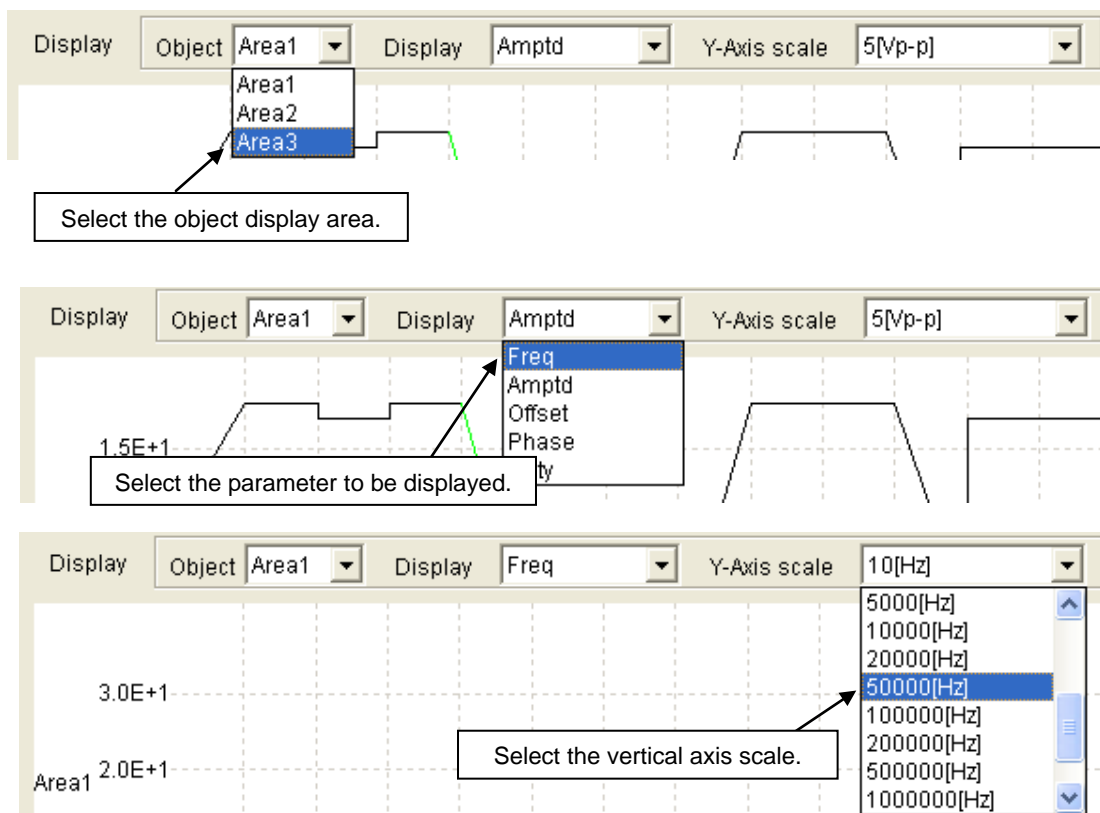 Display Object Area1 Display Amptd Y-Axis scale 5[Vp-p]
Area1
Area2
Area3
Select the object display area.
Display Object Area1 Display Amptd Y-Axis scale 5[Vp-p]
Freq
Amptd
Offset
Phase
ty
1.5E+1
Select the parameter to be displayed.
Display Object Area1 Display Freq Y-Axis scale 10[Hz]
5000[Hz]
10000[Hz]
20000[Hz]
50000[Hz]
100000[Hz]
200000[Hz]
500000[Hz]
1000000[Hz]
3.0E+1
Select the vertical axis scale.
Area1 2.0E+1